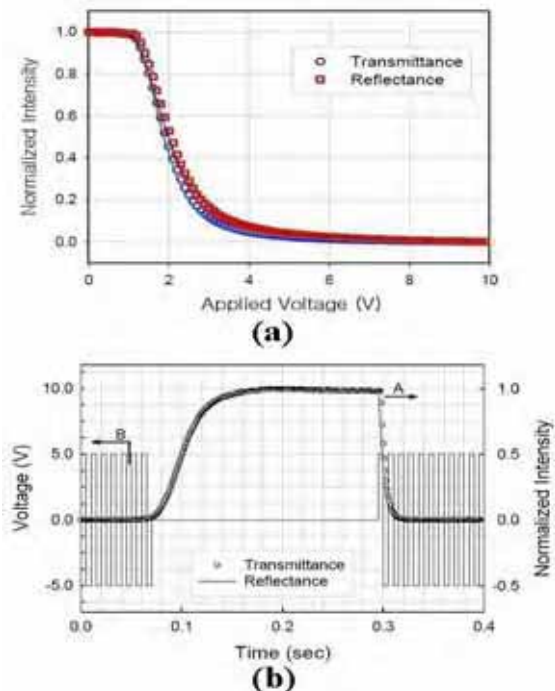 1.0
0.8
0.6
0.4
0.2
0.0
Normalized Intensity
Transmittance
Reflectance
0 2 4 6 8 10
Applied Voltage (V)
(a)
10.0
5.0
0.0
-5.0
Voltage (V)
B
A
1.0
0.5
0.0
-0.5
Normalized Intensity
Transmittance
Reflectance
0.0 0.1 0.2 0.3 0.4
Time (sec)
(b)